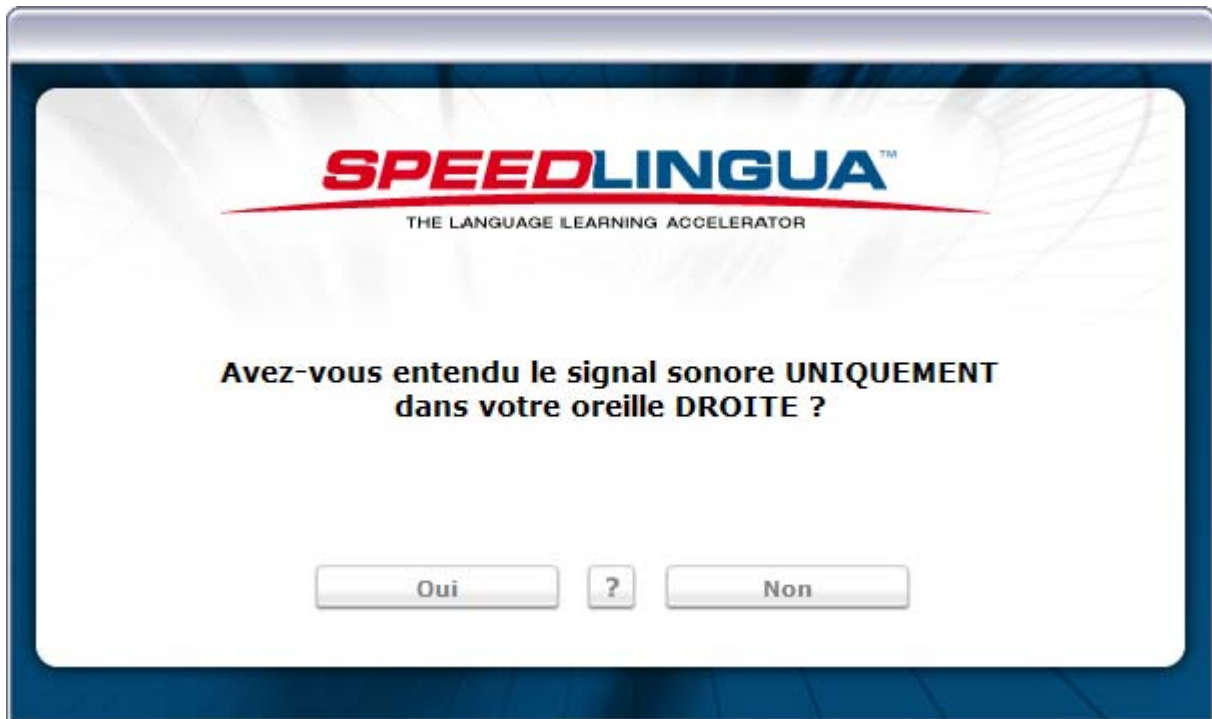 SPEEDLINGUA™
THE LANGUAGE LEARNING ACCELERATOR
Avez-vous entendu le signal sonore UNIQUEMENT
dans votre oreille DROITE ?
Oui ? Non